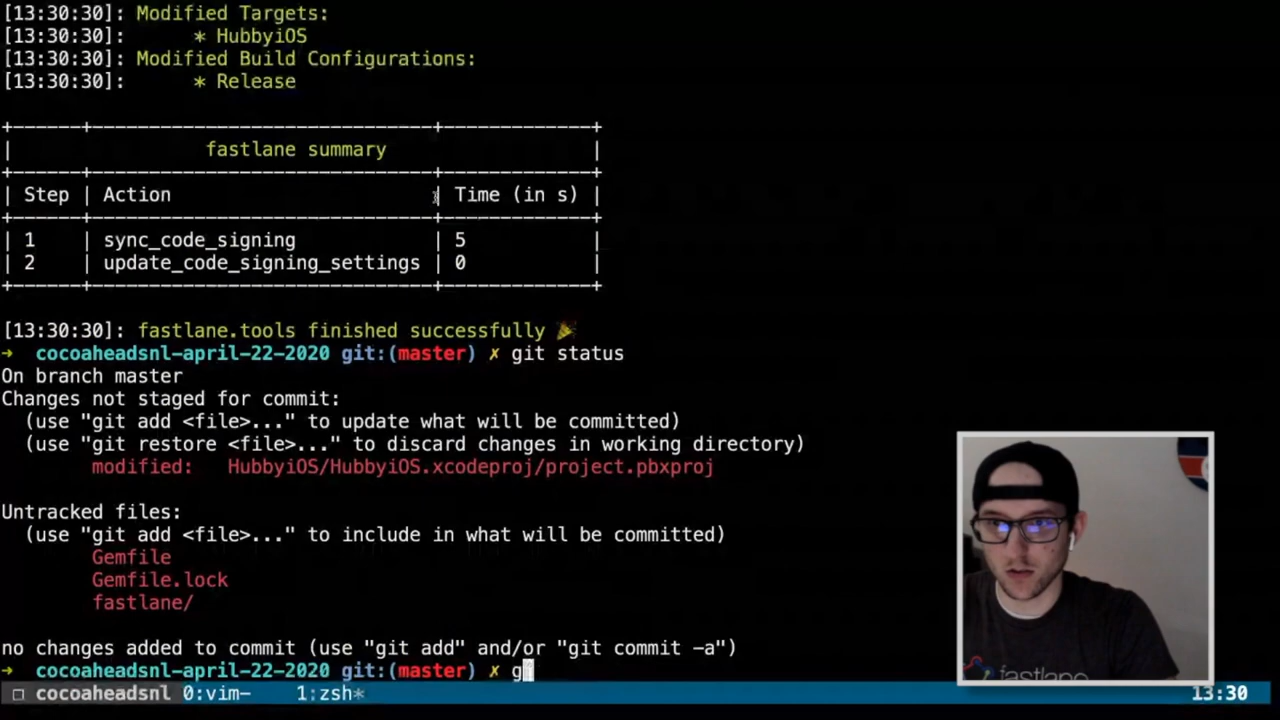 [13:30:30]: Modified Targets:
[13:30:30]:      * HubbyiOS
[13:30:30]: Modified Build Configurations:
[13:30:30]:      * Release
fastlane summary
| Step | Action | Time (in s) |
| 1 | sync_code_signing | 5 |
| 2 | update_code_signing_settings | 0 |
[13:30:30]: fastlane.tools finished successfully 🎉
→ cocoaheadsnl-april-22-2020 git:(master) ✗ git status
On branch master
Changes not staged for commit:
(use "git add <file>..." to update what will be committed)
(use "git restore <file>..." to discard changes in working directory)
modified:   HubbyiOS/HubbyiOS.xcodeproj/project.pbxproj
Untracked files:
(use "git add <file>..." to include in what will be committed)
Gemfile
Gemfile.lock
fastlane/
no changes added to commit (use "git add" and/or "git commit -a")
→ cocoaheadsnl-april-22-2020 git:(master) ✗ g
fastlane
□ cocoaheadsnl 0:vim- 1:zsh* 13:30